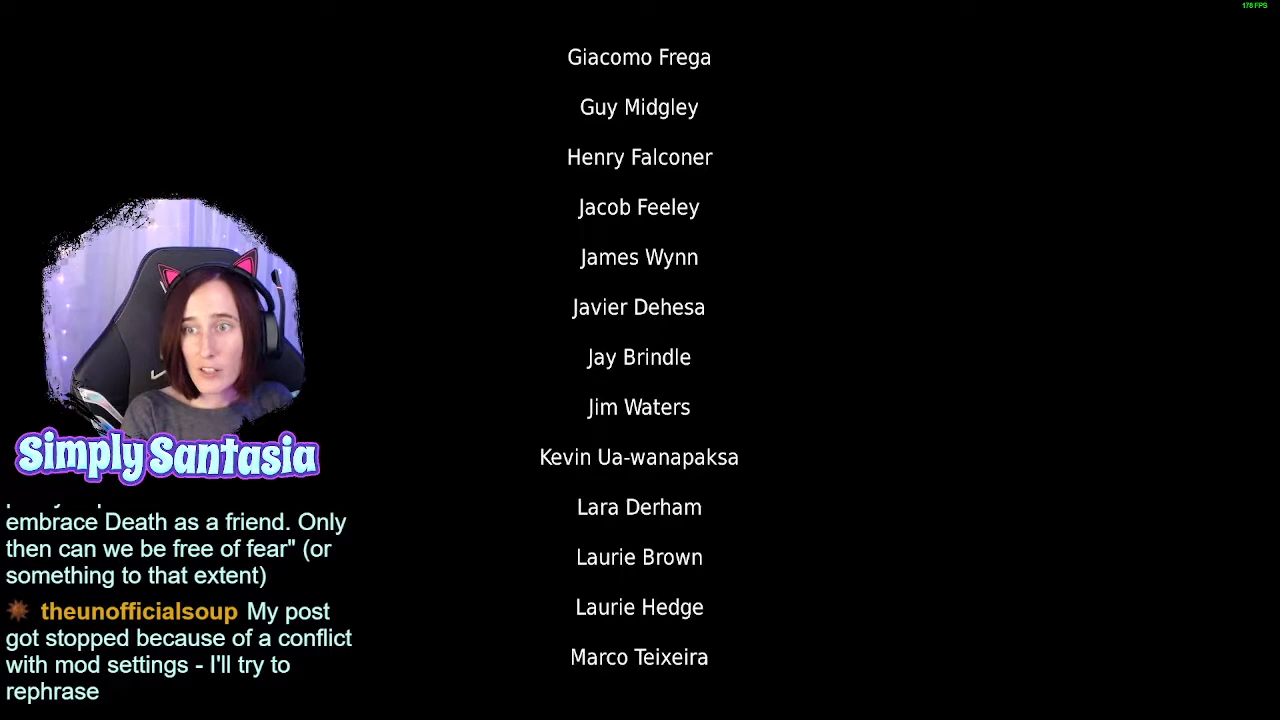 178 FPS
Giacomo Frega
Guy Midgley
Henry Falconer
Jacob Feeley
James Wynn
Javier Dehesa
Jay Brindle
Jim Waters
Kevin Ua-wanapaksa
Lara Derham
Laurie Brown
Laurie Hedge
Marco Teixeira
Simply Santasia
embrace Death as a friend. Only
then can we be free of fear" (or
something to that extent)
theunofficialsoup My post
got stopped because of a conflict
with mod settings - I'll try to
rephrase